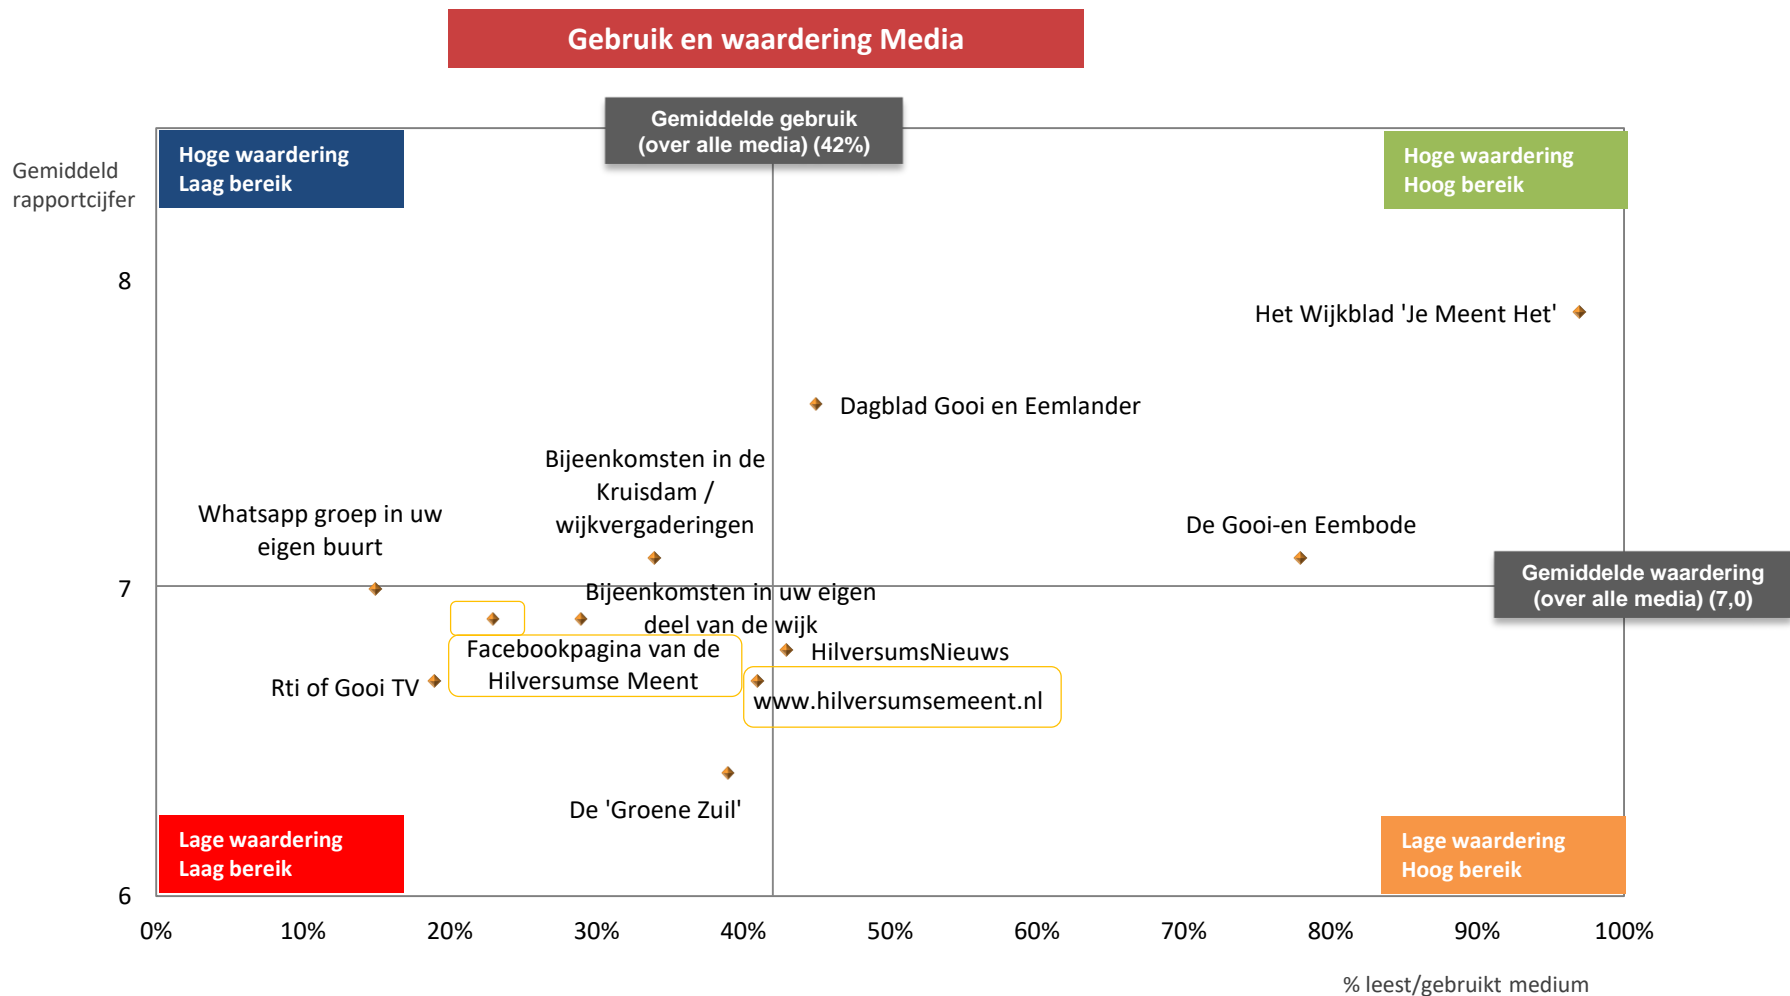 Gebruik en waardering Media
Gemiddelde gebruik
(over alle media) (42%)
Hoge waardering
Laag bereik
Hoge waardering
Hoog bereik
Gemiddeld
rapportcijfer
8
Het Wijkblad 'Je Meent Het'
Dagblad Gooi en Eemlander
Bijeenkomsten in de
Kruisdam /
wijkvergaderingen
Whatsapp groep in uw
eigen buurt
De Gooi-en Eembode
7
Gemiddelde waardering
(over alle media) (7,0)
Bijeenkomsten in uw eigen
deel van de wijk
Facebookpagina van de
Hilversumse Meent
HilversumsNieuws
Rti of Gooi TV
www.hilversumsemeent.nl
De 'Groene Zuil'
Lage waardering
Laag bereik
Lage waardering
Hoog bereik
6
0% 10% 20% 30% 40% 50% 60% 70% 80% 90% 100%
% leest/gebruikt medium